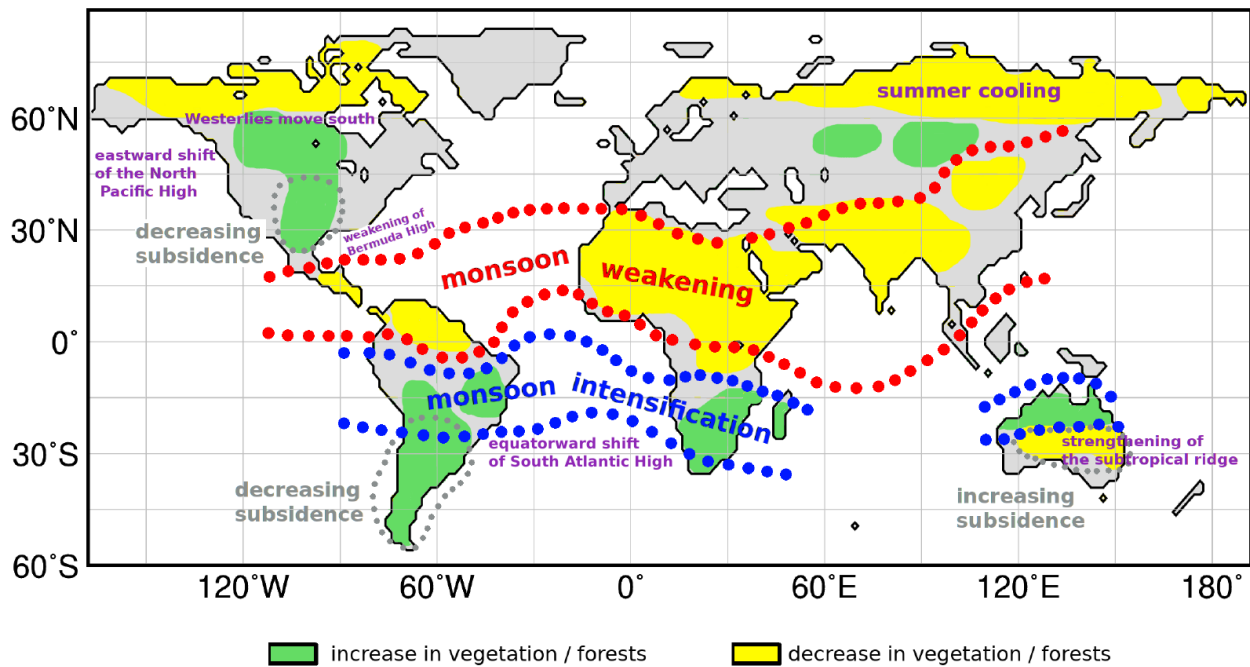 summer cooling
60˚N
Westerlies move south
eastward shift
of the North
Pacific High
30˚N
decreasing
subsidence
weakening of
Bermuda High
monsoon weakening
0˚
monsoon intensification
30˚S
equatorward shift
of South Atlantic High
strengthening of
the subtropical ridge
decreasing
subsidence
increasing
subsidence
60˚S
120˚W 60˚W 0˚ 60˚E 120˚E 180˚
increase in vegetation / forests decrease in vegetation / forests